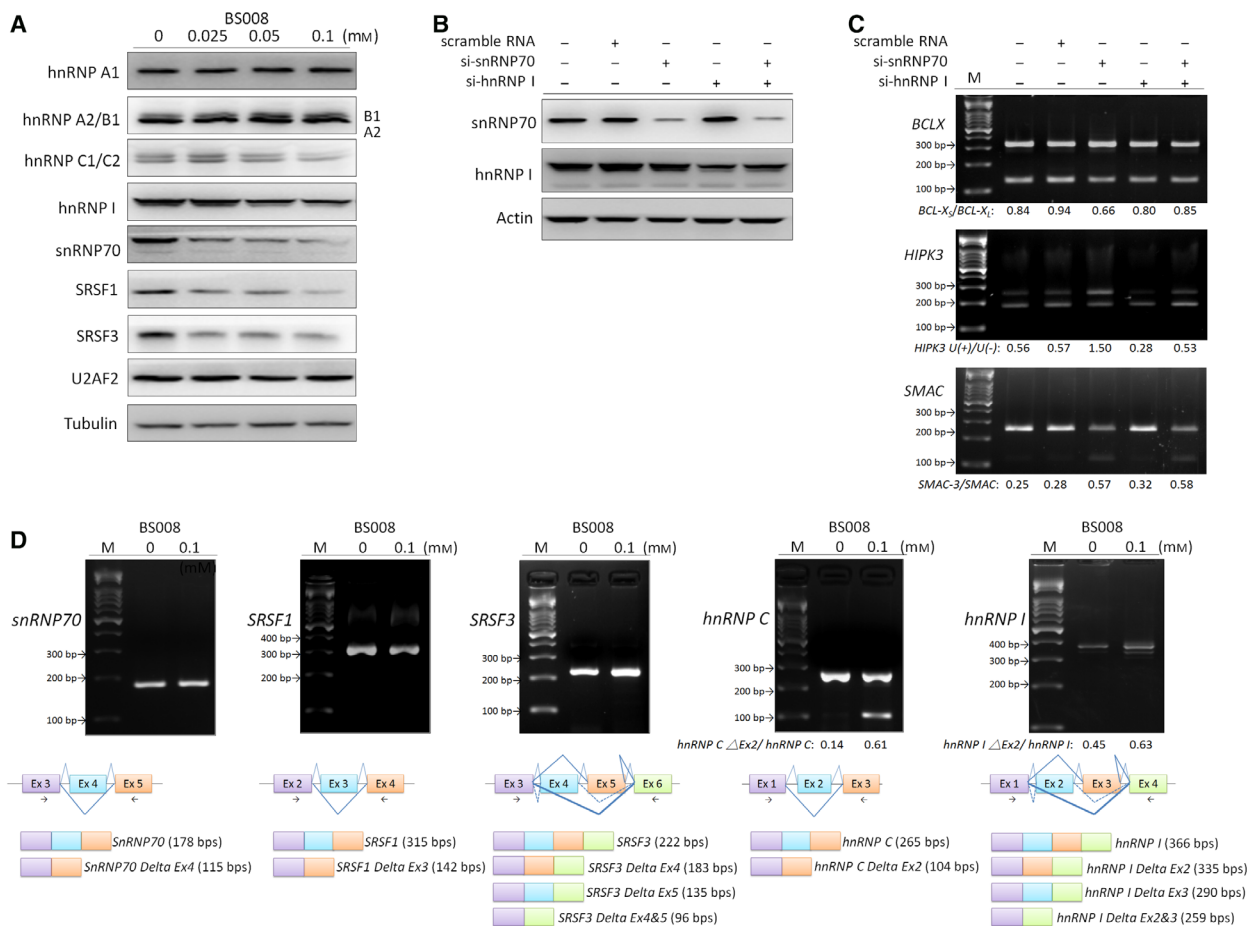 A
BS008
0 0.025 0.05 0.1 (mM)
hnRNP A1
hnRNP A2/B1
B1
A2
hnRNP C1/C2
hnRNP I
snRNP70
SRSF1
SRSF3
U2AF2
Tubulin
B
scramble RNA – + – – –
si-snRNP70 – – + – +
si-hnRNP I – – – + +
snRNP70
hnRNP I
Actin
C
scramble RNA – + – – –
si-snRNP70 – – + – +
si-hnRNP I M – – – + +
BCLX
300 bp→
200 bp→
100 bp→
BCL-XS/BCL-XL: 0.84 0.94 0.66 0.80 0.85
HIPK3
300 bp→
200 bp→
100 bp→
HIPK3 U(+)/U(-): 0.56 0.57 1.50 0.28 0.53
SMAC
300 bp→
200 bp→
100 bp→
SMAC-3/SMAC: 0.25 0.28 0.57 0.32 0.58
D
BS008
M 0 0.1 (mM)
(mM)
snRNP70
300 bp→
200 bp→
100 bp→
Ex 3 Ex 4 Ex 5
→ ←
SnRNP70 (178 bps)
SnRNP70 Delta Ex4 (115 bps)
BS008
M 0 0.1 (mM)
SRSF1
400 bp→
300 bp→
200 bp→
Ex 2 Ex 3 Ex 4
→ ←
SRSF1 (315 bps)
SRSF1 Delta Ex3 (142 bps)
BS008
M 0 0.1 (mM)
SRSF3
300 bp→
200 bp→
100 bp→
Ex 3 Ex 4 Ex 5 Ex 6
→ ←
SRSF3 (222 bps)
SRSF3 Delta Ex4 (183 bps)
SRSF3 Delta Ex5 (135 bps)
SRSF3 Delta Ex4&5 (96 bps)
BS008
M 0 0.1 (mM)
hnRNP C
300 bp→
200 bp→
100 bp→
hnRNP C △Ex2/ hnRNP C: 0.14 0.61
Ex 1 Ex 2 Ex 3
→ ←
hnRNP C (265 bps)
hnRNP C Delta Ex2 (104 bps)
BS008
M 0 0.1 (mM)
hnRNP I
400 bp→
300 bp→
200 bp→
hnRNP I △Ex2/ hnRNP I: 0.45 0.63
Ex 1 Ex 2 Ex 3 Ex 4
→ ←
hnRNP I (366 bps)
hnRNP I Delta Ex2 (335 bps)
hnRNP I Delta Ex3 (290 bps)
hnRNP I Delta Ex2&3 (259 bps)